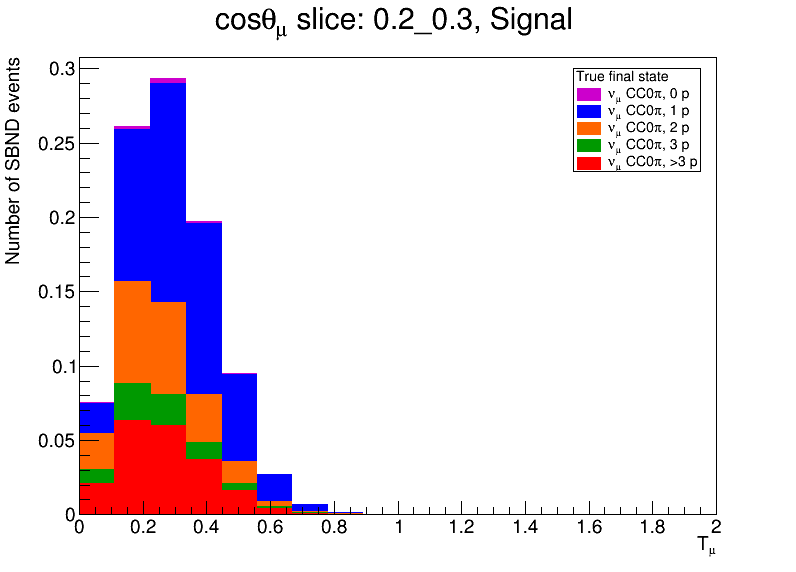 cosθμ slice: 0.2_0.3, Signal
Number of SBND events
0.3
0.25
0.2
0.15
0.1
0.05
0
True final state
νμ CC0π, 0 p
νμ CC0π, 1 p
νμ CC0π, 2 p
νμ CC0π, 3 p
νμ CC0π, >3 p
0 0.2 0.4 0.6 0.8 1 1.2 1.4 1.6 1.8 2
Tμ